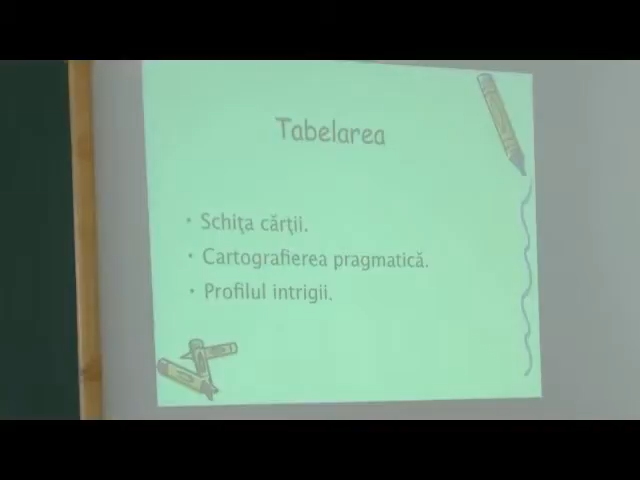 Tabelarea
• Schiţa cărţii.
• Cartografierea pragmatică.
• Profilul intrigii.